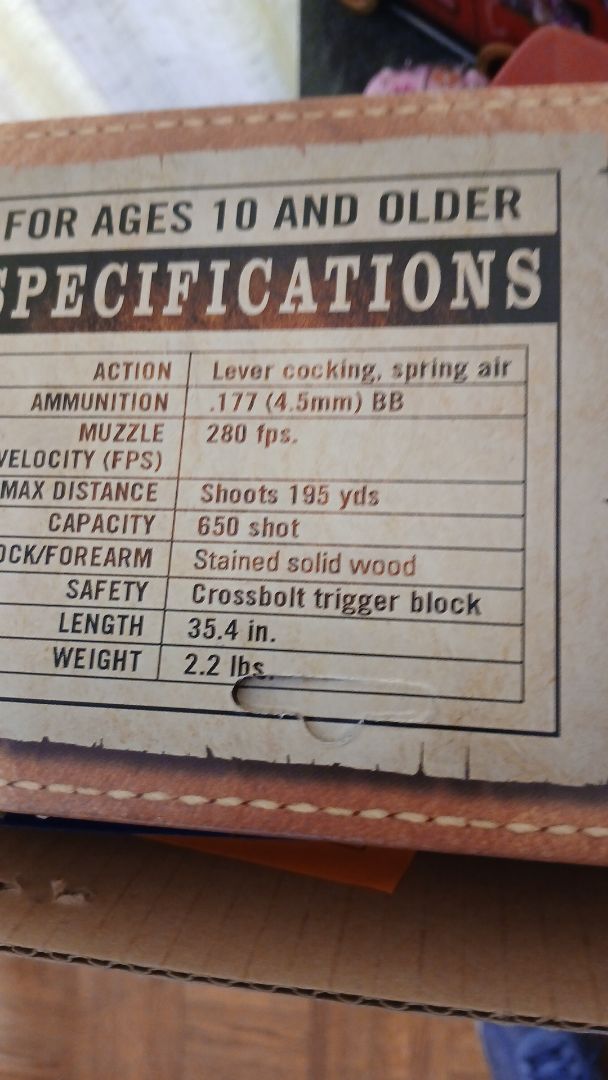 FOR AGES 10 AND OLDER
SPECIFICATIONS
ACTION Lever cocking, spring air
AMMUNITION .177 (4.5mm) BB
MUZZLE 280 fps.
VELOCITY (FPS)
MAX DISTANCE Shoots 195 yds
CAPACITY 650 shot
OCK/FOREARM Stained solid wood
SAFETY Crossbolt trigger block
LENGTH 35.4 in.
WEIGHT 2.2 lbs.